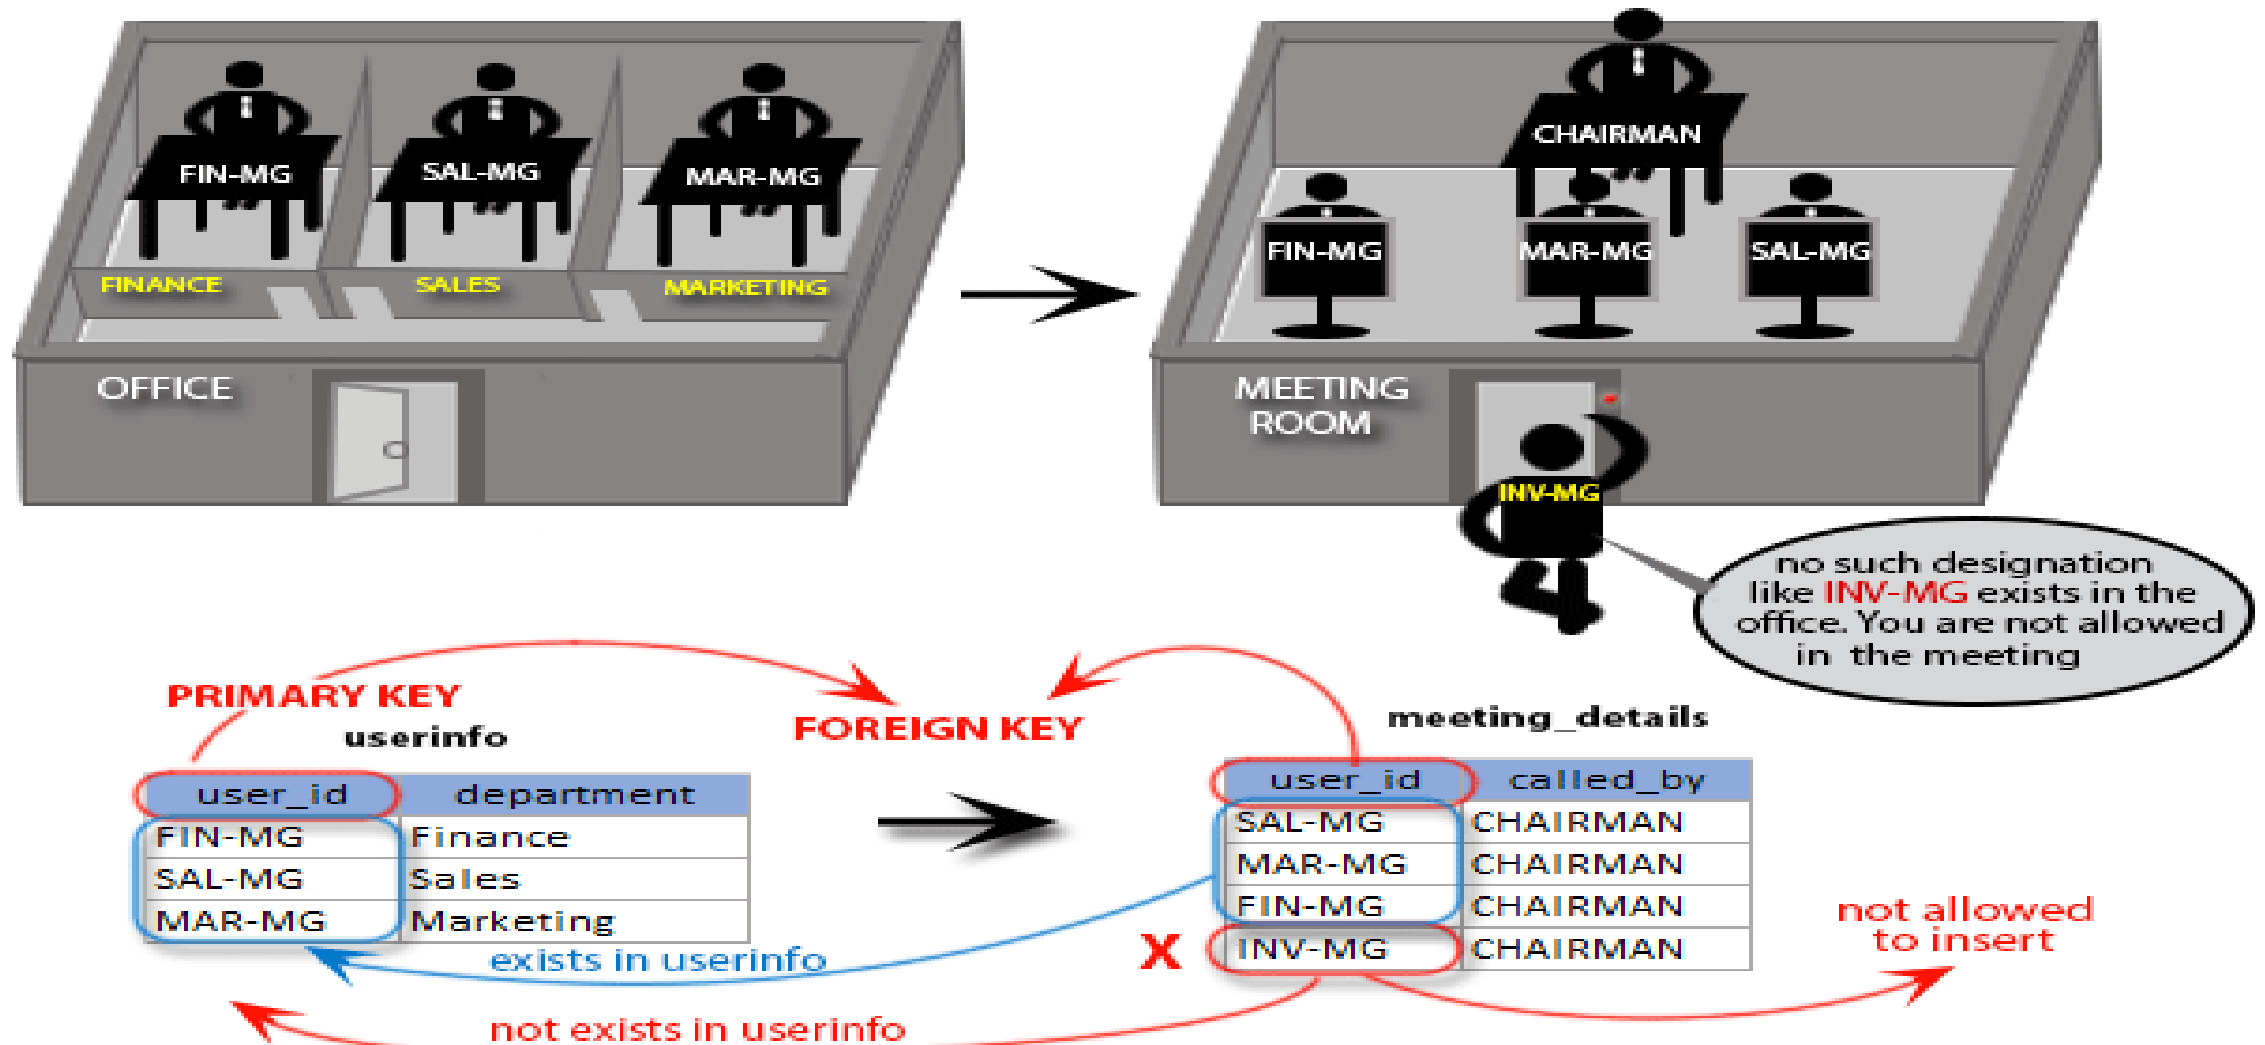 CHAIRMAN
FIN-MG
SAL-MG
MAR-MG
FIN-MG
MAR-MG
SAL-MG
FINANCE
SALES
MARKETING
OFFICE
MEETING
ROOM
INV-MG
no such designation
like INV-MG exists in the
office. You are not allowed
in the meeting
PRIMARY KEY
FOREIGN KEY
userinfo
user_id department
FIN-MG Finance
SAL-MG Sales
MAR-MG Marketing
meeting_details
user_id called_by
SAL-MG CHAIRMAN
MAR-MG CHAIRMAN
FIN-MG CHAIRMAN
X INV-MG CHAIRMAN
exists in userinfo
not exists in userinfo
not allowed
to insert